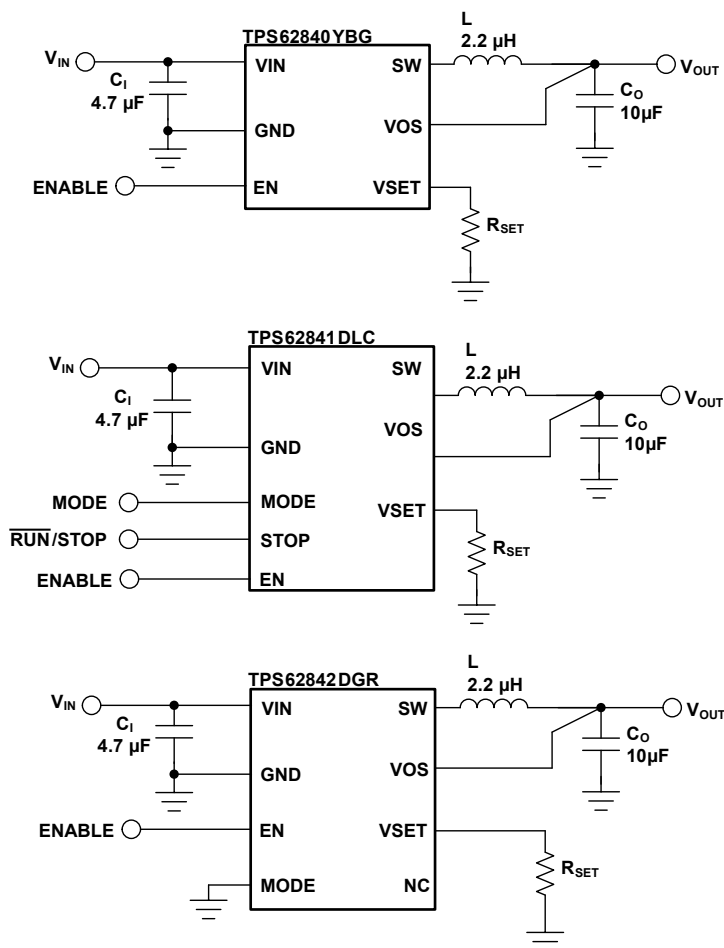 TPS62840YBG
L
2.2 µH
V_IN
VIN
SW
V_OUT
C_I
4.7 µF
C_O
10µF
GND
VOS
ENABLE
EN
VSET
R_SET
TPS62841DLC
L
2.2 µH
V_IN
VIN
SW
V_OUT
C_I
4.7 µF
VOS
C_O
10µF
GND
MODE
MODE
VSET
R̅U̅N̅/STOP
STOP
R_SET
ENABLE
EN
L
2.2 µH
TPS62842DGR
V_IN
VIN
SW
V_OUT
C_I
4.7 µF
C_O
10µF
GND
VOS
ENABLE
EN
VSET
R_SET
MODE
NC